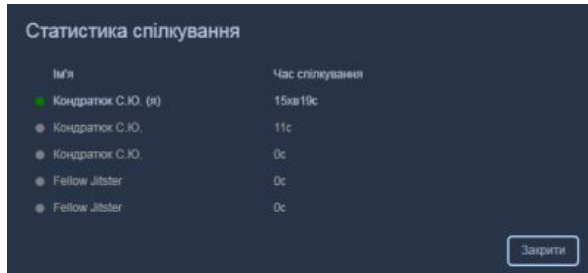 Статистика спілкування
Ім'я Час спілкування
Кондратюк С.Ю. (я) 15хв19с
Кондратюк С.Ю. 11с
Кондратюк С.Ю. 0с
Fellow Jitster 0с
Fellow Jitster 0с
Закрити